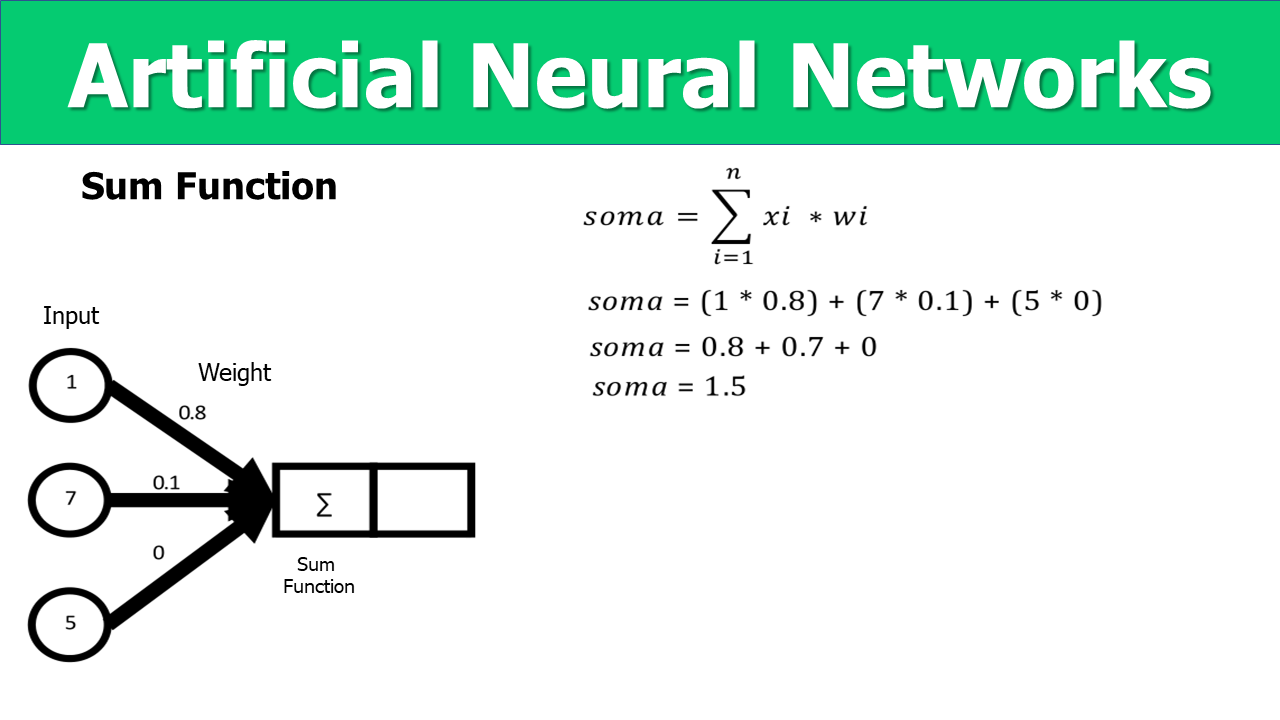 Artificial Neural Networks
Sum Function
n
soma = ∑ xi * wi
i=1
soma = (1 * 0.8) + (7 * 0.1) + (5 * 0)
soma = 0.8 + 0.7 + 0
soma = 1.5
Input
Weight
1
0.8
7
0.1
0
5
∑
Sum
Function